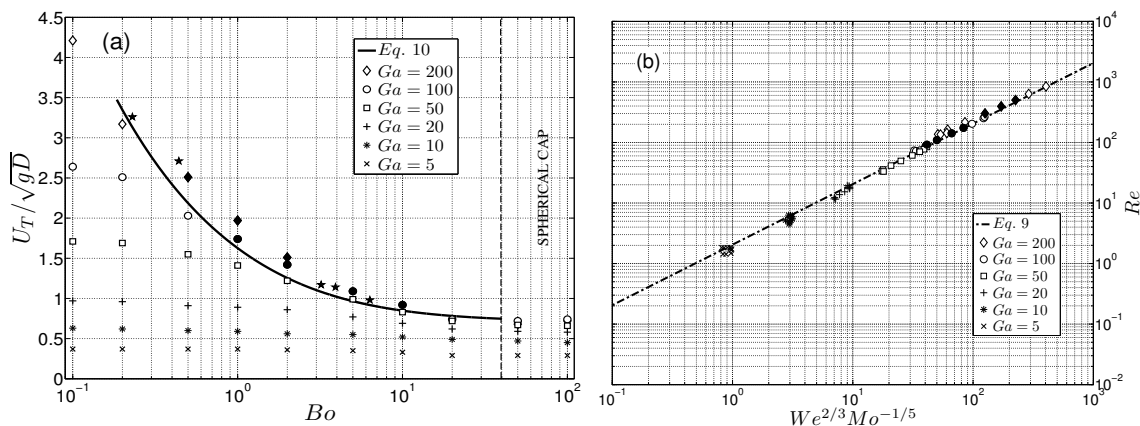 (a)
Eq. 10
Ga = 200
Ga = 100
Ga = 50
Ga = 20
Ga = 10
Ga = 5
SPHERICAL CAP
4.5
4
3.5
3
2.5
2
1.5
1
0.5
0
U_T/√gD
10^−1
10^0
10^1
10^2
Bo
(b)
Eq. 9
Ga = 200
Ga = 100
Ga = 50
Ga = 20
Ga = 10
Ga = 5
10^4
10^3
10^2
10^1
10^0
10^−1
10^−2
Re
10^−1
10^0
10^1
10^2
10^3
We^2/3 Mo^−1/5